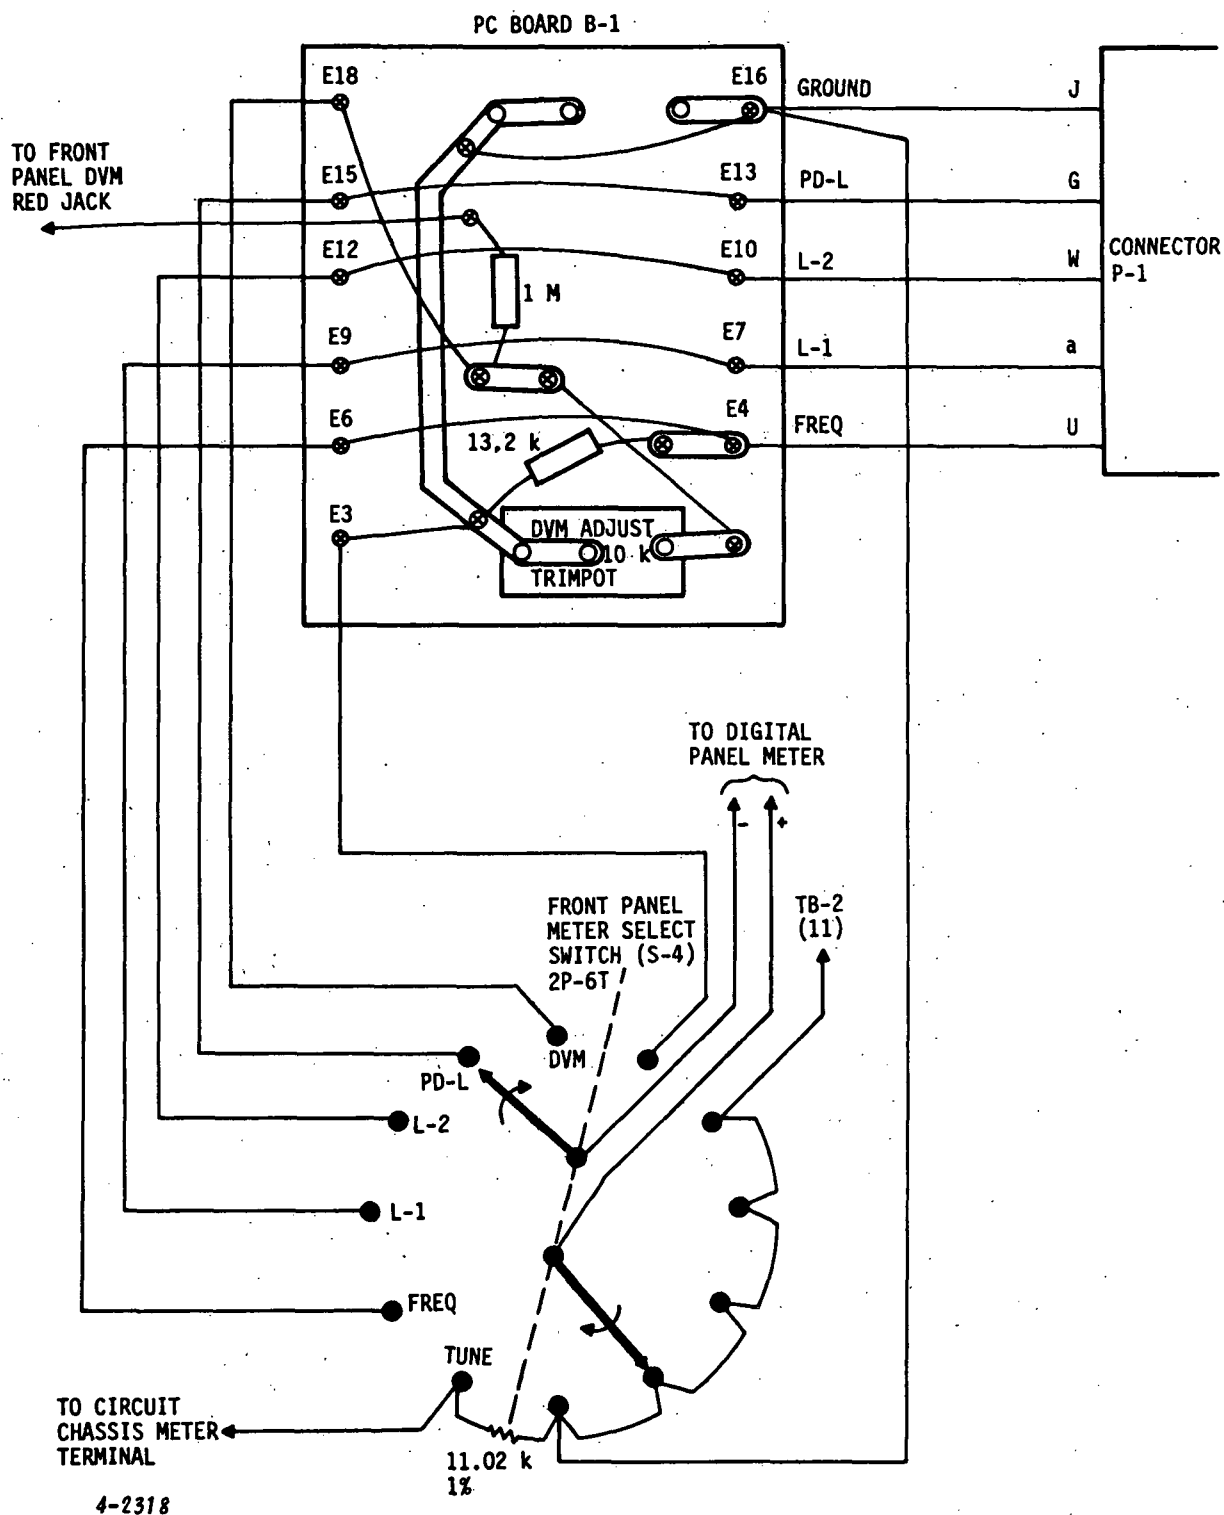 PC BOARD B-1
E18
E16
GROUND
J
TO FRONT
PANEL DVM
RED JACK
E15
E13
PD-L
G
E12
E10
L-2
W
CONNECTOR
P-1
1 M
E9
E7
L-1
a
E6
E4
FREQ
U
13,2 k
E3
DVM ADJUST
10 k
TRIMPOT
TO DIGITAL
PANEL METER
-
+
FRONT PANEL
METER SELECT
SWITCH (S-4)
2P-6T
TB-2
(11)
DVM
PD-L
L-2
L-1
FREQ
TUNE
TO CIRCUIT
CHASSIS METER
TERMINAL
11.02 k
1%
4-2318